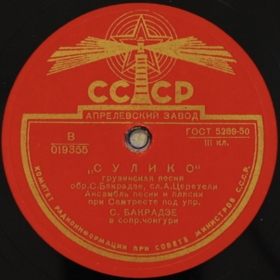 СССР
АПРЕЛЕВСКИЙ ЗАВОД
В
019355
ГОСТ 5289-50
III кл.
„СУЛИКО"
грузинская песня
обр.С.Бакрадзе, сл.А.Церетели
Ансамбль песни и пляски
при Самтресте под упр.
С. БАКРАДЗЕ
в сопр.чонгури
КОМИТЕТ РАДИОИНФОРМАЦИИ ПРИ СОВЕТЕ МИНИСТРОВ СССР.